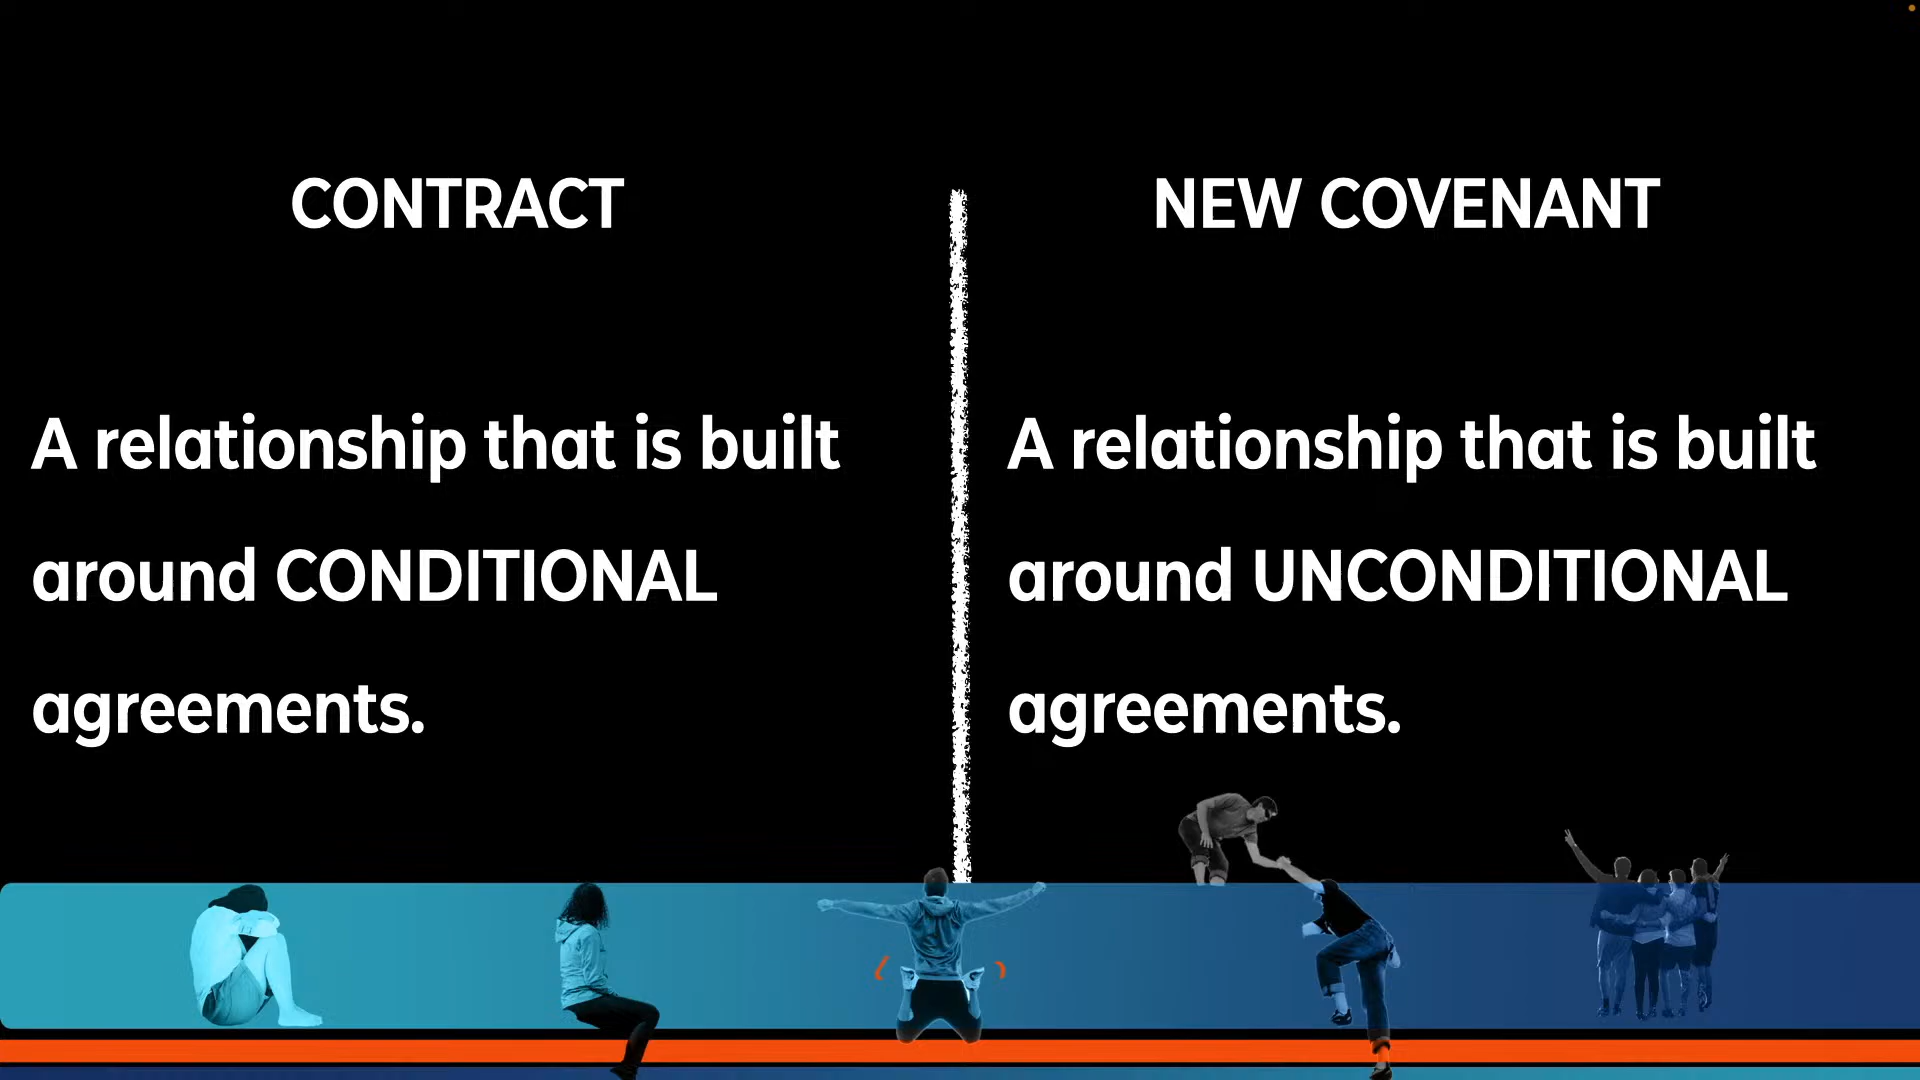 CONTRACT
A relationship that is built
around CONDITIONAL
agreements.
NEW COVENANT
A relationship that is built
around UNCONDITIONAL
agreements.